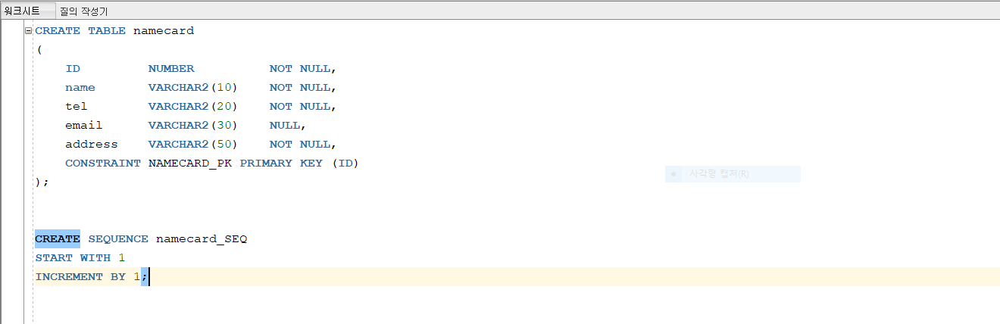 워크시트 질의 작성기
CREATE TABLE namecard
(
ID NUMBER NOT NULL,
name VARCHAR2(10) NOT NULL,
tel VARCHAR2(20) NOT NULL,
email VARCHAR2(30) NULL,
address VARCHAR2(50) NOT NULL,
CONSTRAINT NAMECARD_PK PRIMARY KEY (ID)
사각형 캡처(R)
);
CREATE SEQUENCE namecard_SEQ
START WITH 1
INCREMENT BY 1;